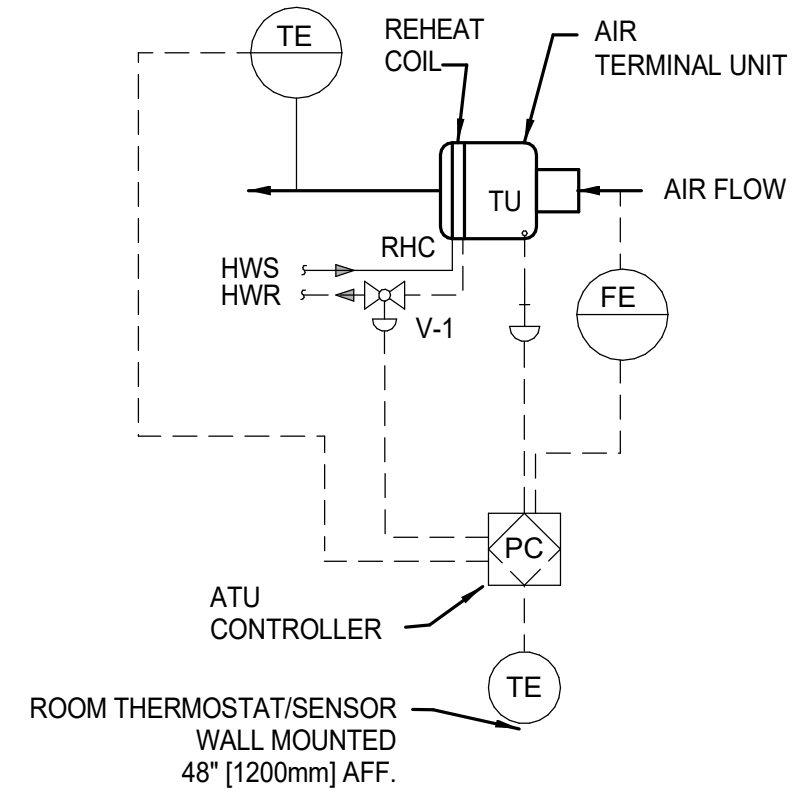 TE
REHEAT
COIL
AIR
TERMINAL UNIT
TU
AIR FLOW
RHC
HWS
HWR
V-1
FE
PC
ATU
CONTROLLER
TE
ROOM THERMOSTAT/SENSOR
WALL MOUNTED
48" [1200mm] AFF.